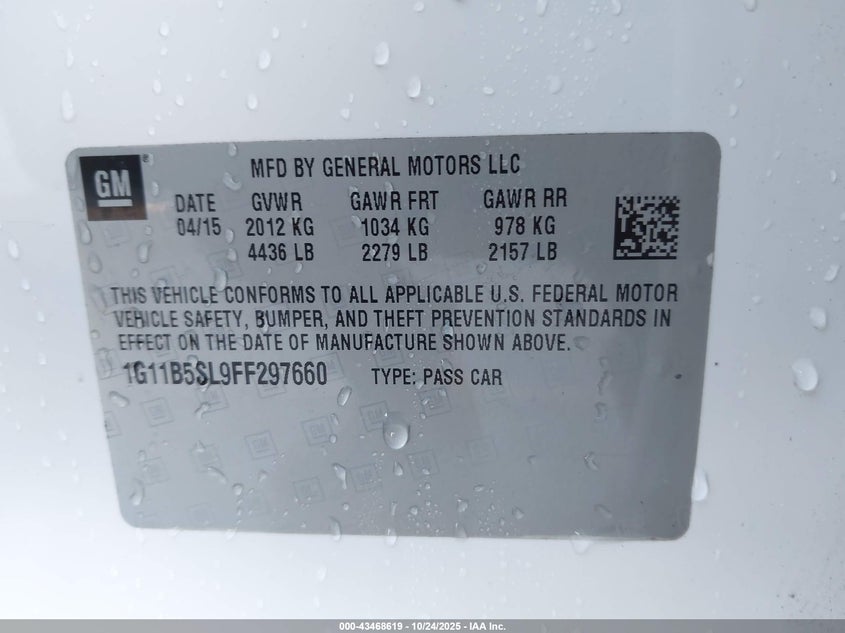 GM ® MFD BY GENERAL MOTORS LLC
DATE GVWR GAWR FRT GAWR RR
04/15 2012 KG 1034 KG 978 KG
4436 LB 2279 LB 2157 LB
THIS VEHICLE CONFORMS TO ALL APPLICABLE U.S. FEDERAL MOTOR
VEHICLE SAFETY, BUMPER, AND THEFT PREVENTION STANDARDS IN
EFFECT ON THE DATE OF MANUFACTURE SHOWN ABOVE.
1G11B5SL9FF297660 TYPE: PASS CAR
000-43468619 - 10/24/2025 - IAA Inc.